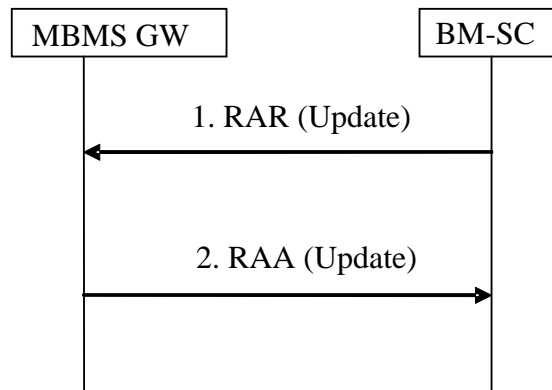 MBMS GW
BM-SC
1. RAR (Update)
2. RAA (Update)